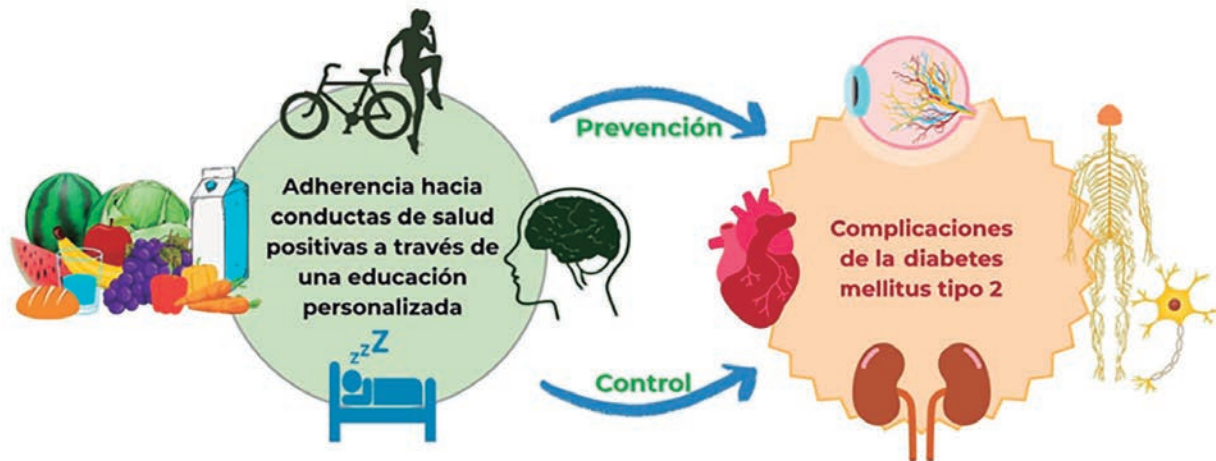 Adherencia hacia
conductas de salud
positivas a través de
una educación
personalizada
zzZ
Prevención
Control
Complicaciones
de la diabetes
mellitus tipo 2